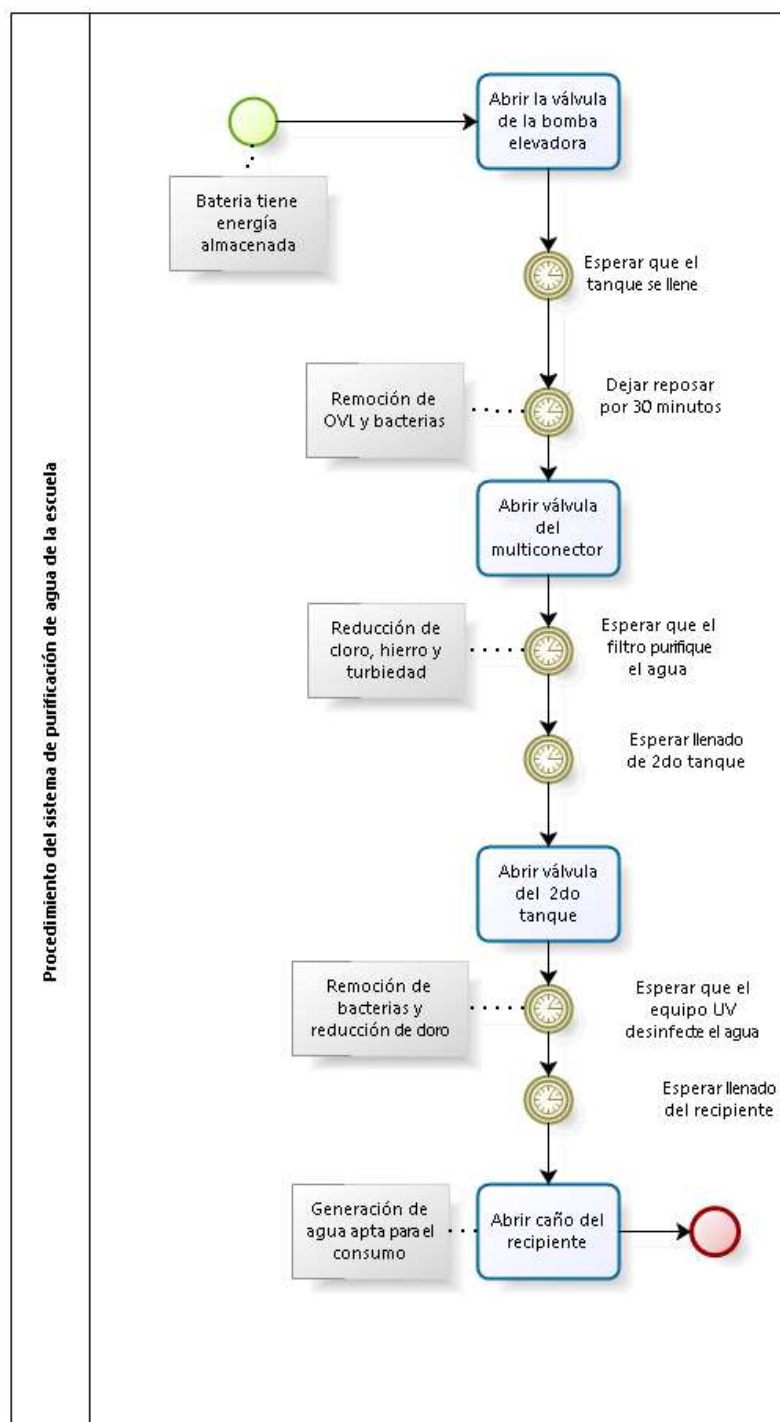 Procedimiento del sistema de purificación de agua de la escuela
Abrir la válvula
de la bomba
elevadora
Bateria tiene
energía
almacenada
Esperar que el
tanque se llene
Remoción de
OVL y bacterias
Dejar reposar
por 30 minutos
Abrir válvula
del
multiconector
Reducción de
cloro, hierro y
turbiedad
Esperar que el
filtro purifique
el agua
Esperar llenado
de 2do tanque
Abrir válvula
del 2do
tanque
Remoción de
bacterias y
reducción de cloro
Esperar que el
equipo UV
desinfecte el agua
Esperar llenado
del recipiente
Generación de
agua apta para el
consumo
Abrir caño del
recipiente